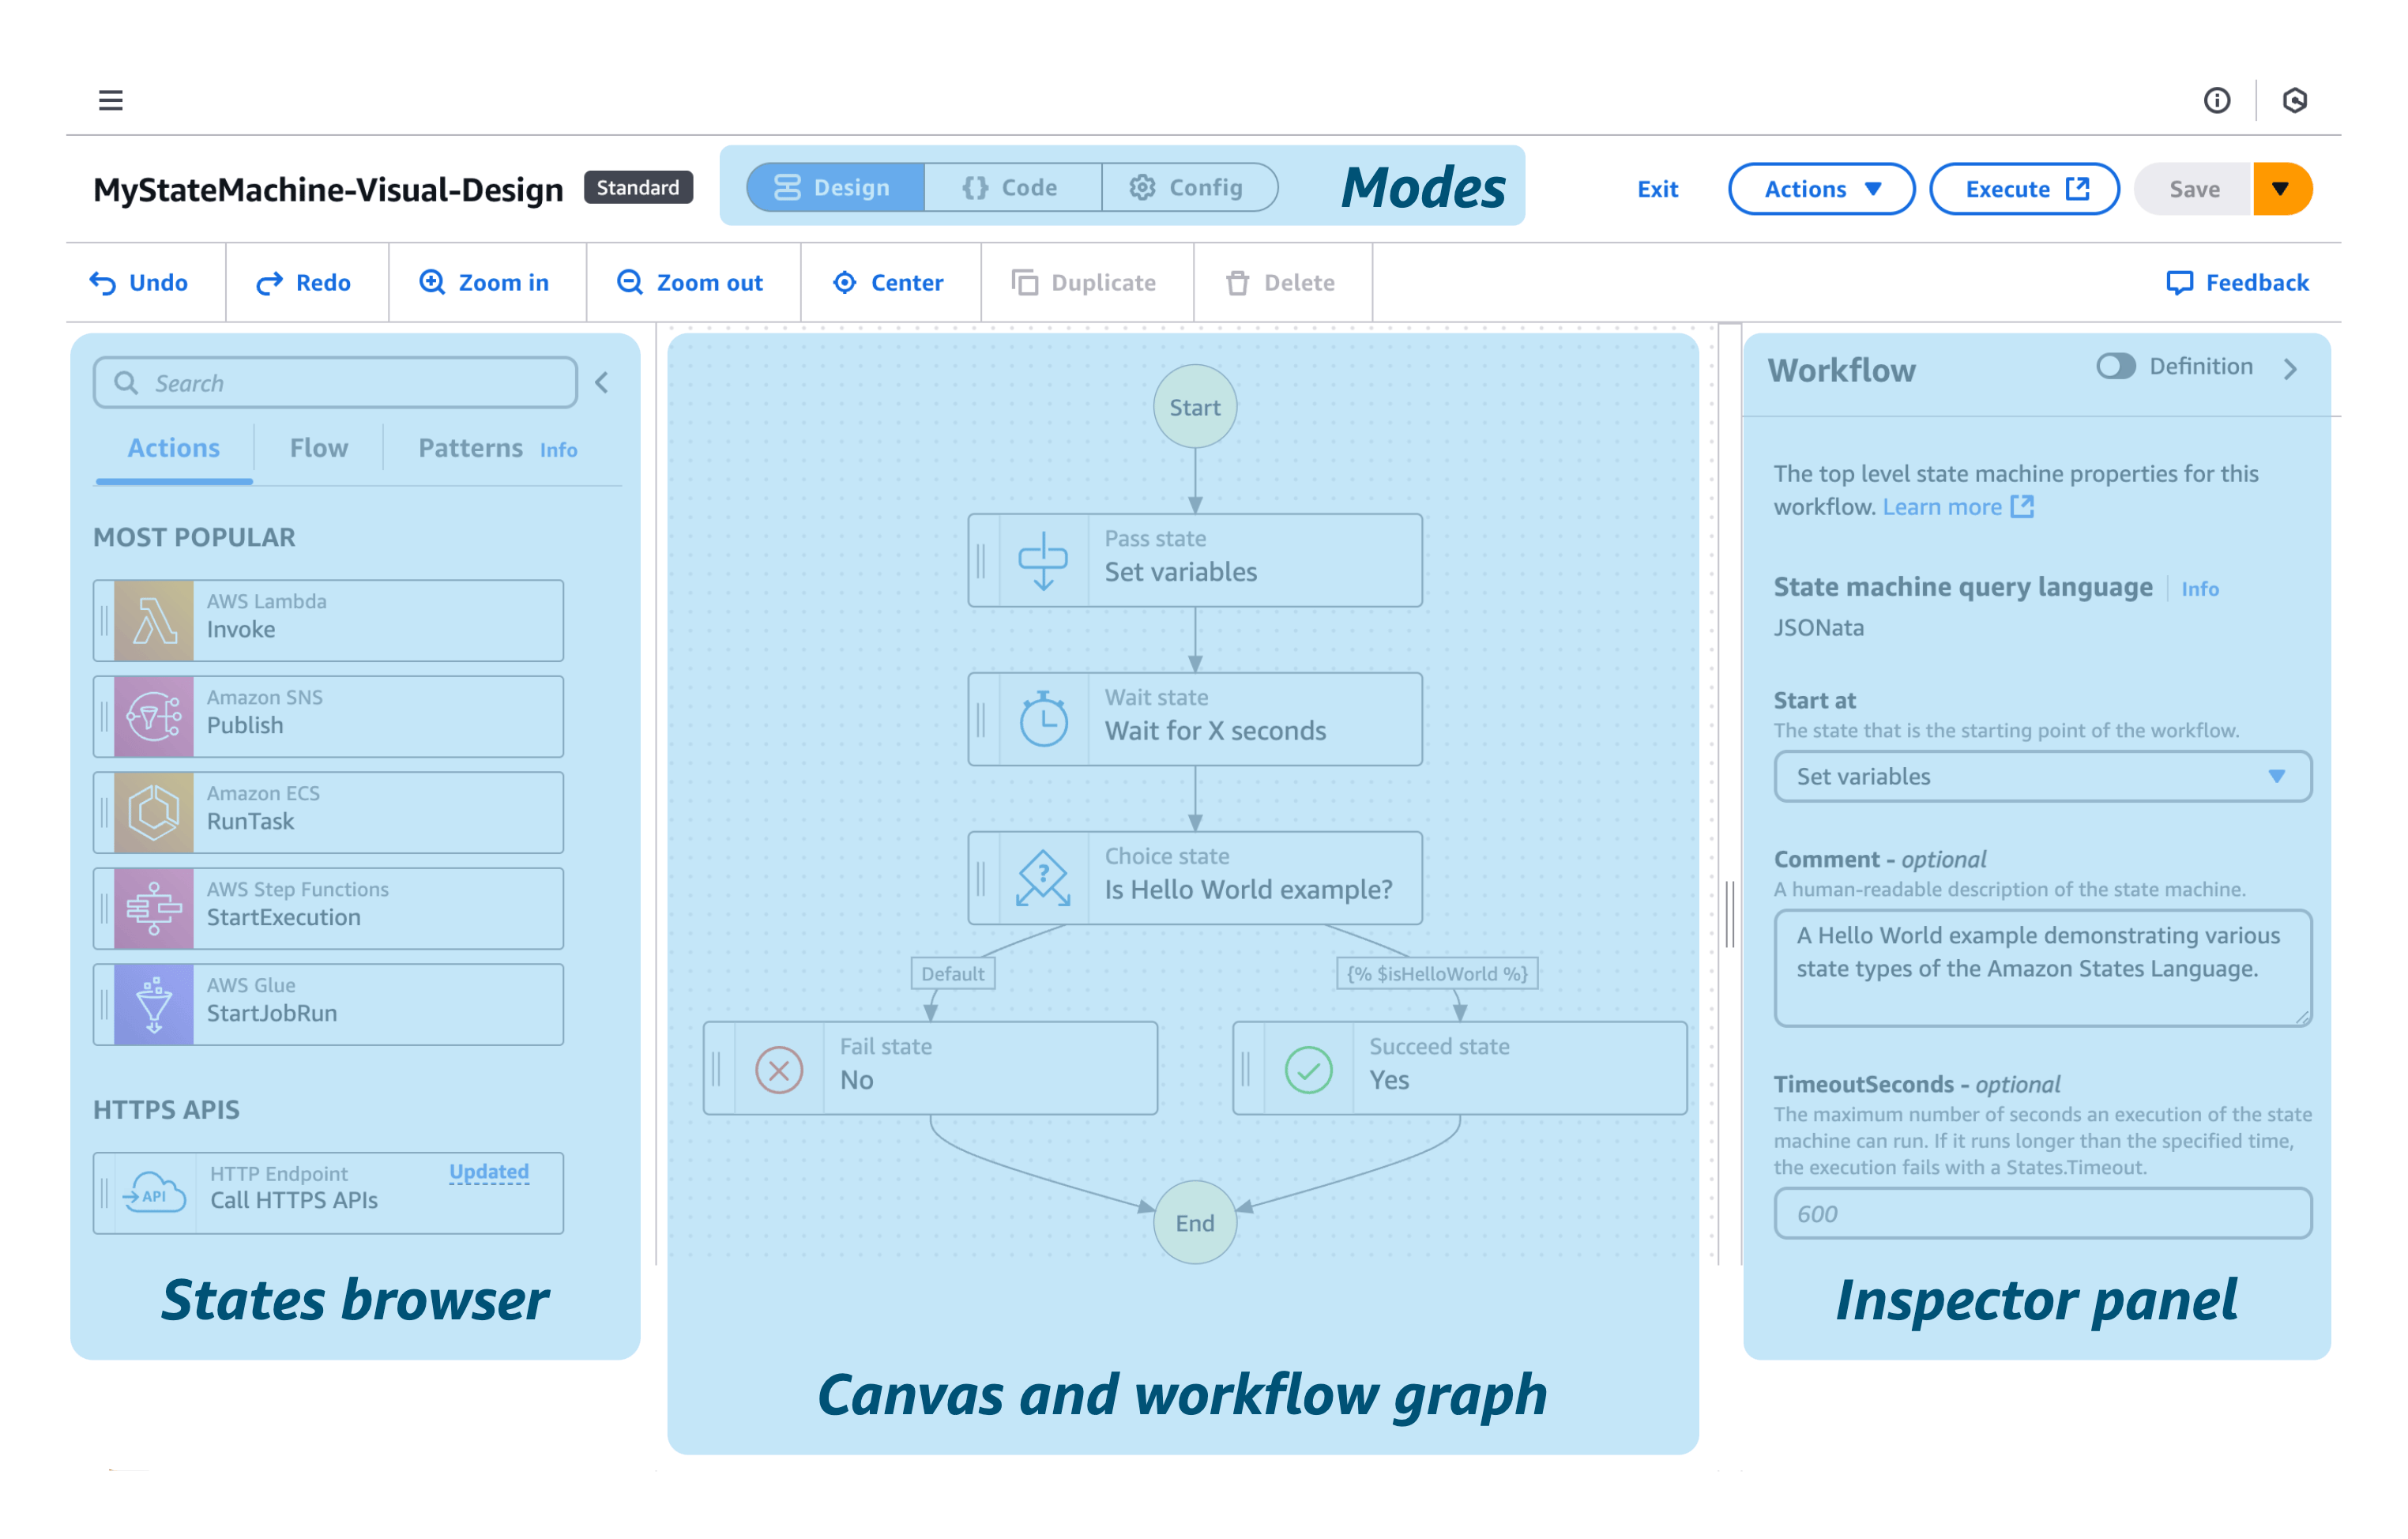 MyStateMachine-Visual-Design Standard Design {} Code Config Modes Exit Actions Execute Save
Undo Redo Zoom in Zoom out Center Duplicate Delete Feedback
Search
Actions Flow Patterns Info
MOST POPULAR
AWS Lambda
Invoke
Amazon SNS
Publish
Amazon ECS
RunTask
AWS Step Functions
StartExecution
AWS Glue
StartJobRun
HTTPS APIS
API
HTTP Endpoint Updated
Call HTTPS APIs
States browser
Start
Pass state
Set variables
Wait state
Wait for X seconds
?
Choice state
Is Hello World example?
Default {% $isHelloWorld %}
Fail state
No
Succeed state
Yes
End
Canvas and workflow graph
Workflow Definition
The top level state machine properties for this
workflow. Learn more
State machine query language Info
JSONata
Start at
The state that is the starting point of the workflow.
Set variables
Comment - optional
A human-readable description of the state machine.
A Hello World example demonstrating various
state types of the Amazon States Language.
TimeoutSeconds - optional
The maximum number of seconds an execution of the state
machine can run. If it runs longer than the specified time,
the execution fails with a States.Timeout.
600
Inspector panel